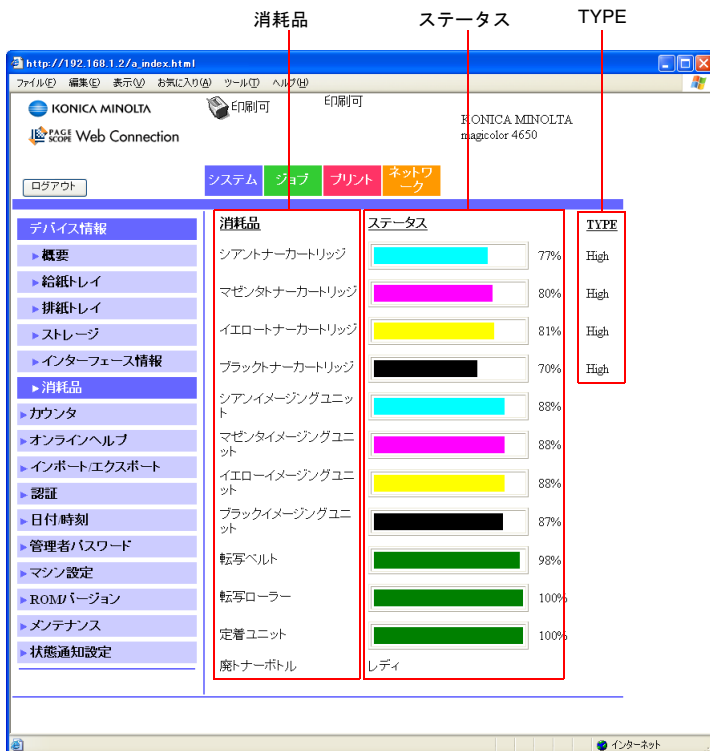 消耗品 ステータス TYPE
http://192.168.1.2/a_index.html
ファイル(F) 編集(E) 表示(V) お気に入り(A) ツール(T) ヘルプ(H)
KONICA MINOLTA
印刷可 印刷可
KONICA MINOLTA
magicolor 4650
PAGE SCOPE Web Connection
ログアウト
システム ジョブ プリント ネットワ
ーク
デバイス情報
概要
給紙トレイ
排紙トレイ
ストレージ
インターフェース情報
消耗品
カウンタ
オンラインヘルプ
インポート/エクスポート
認証
日付/時刻
管理者パスワード
マシン設定
ROMバージョン
メンテナンス
状態通知設定
消耗品 ステータス TYPE
シアントナーカートリッジ 77% High
マゼンタトナーカートリッジ 80% High
イエロートナーカートリッジ 81% High
ブラックトナーカートリッジ 70% High
シアンイメージングユニッ
ト 88%
マゼンタイメージングユニ
ット 88%
イエローイメージングユニ
ット 88%
ブラックイメージングユニ
ット 87%
転写ベルト 98%
転写ローラー 100%
定着ユニット 100%
廃トナーボトル レディ
インターネット